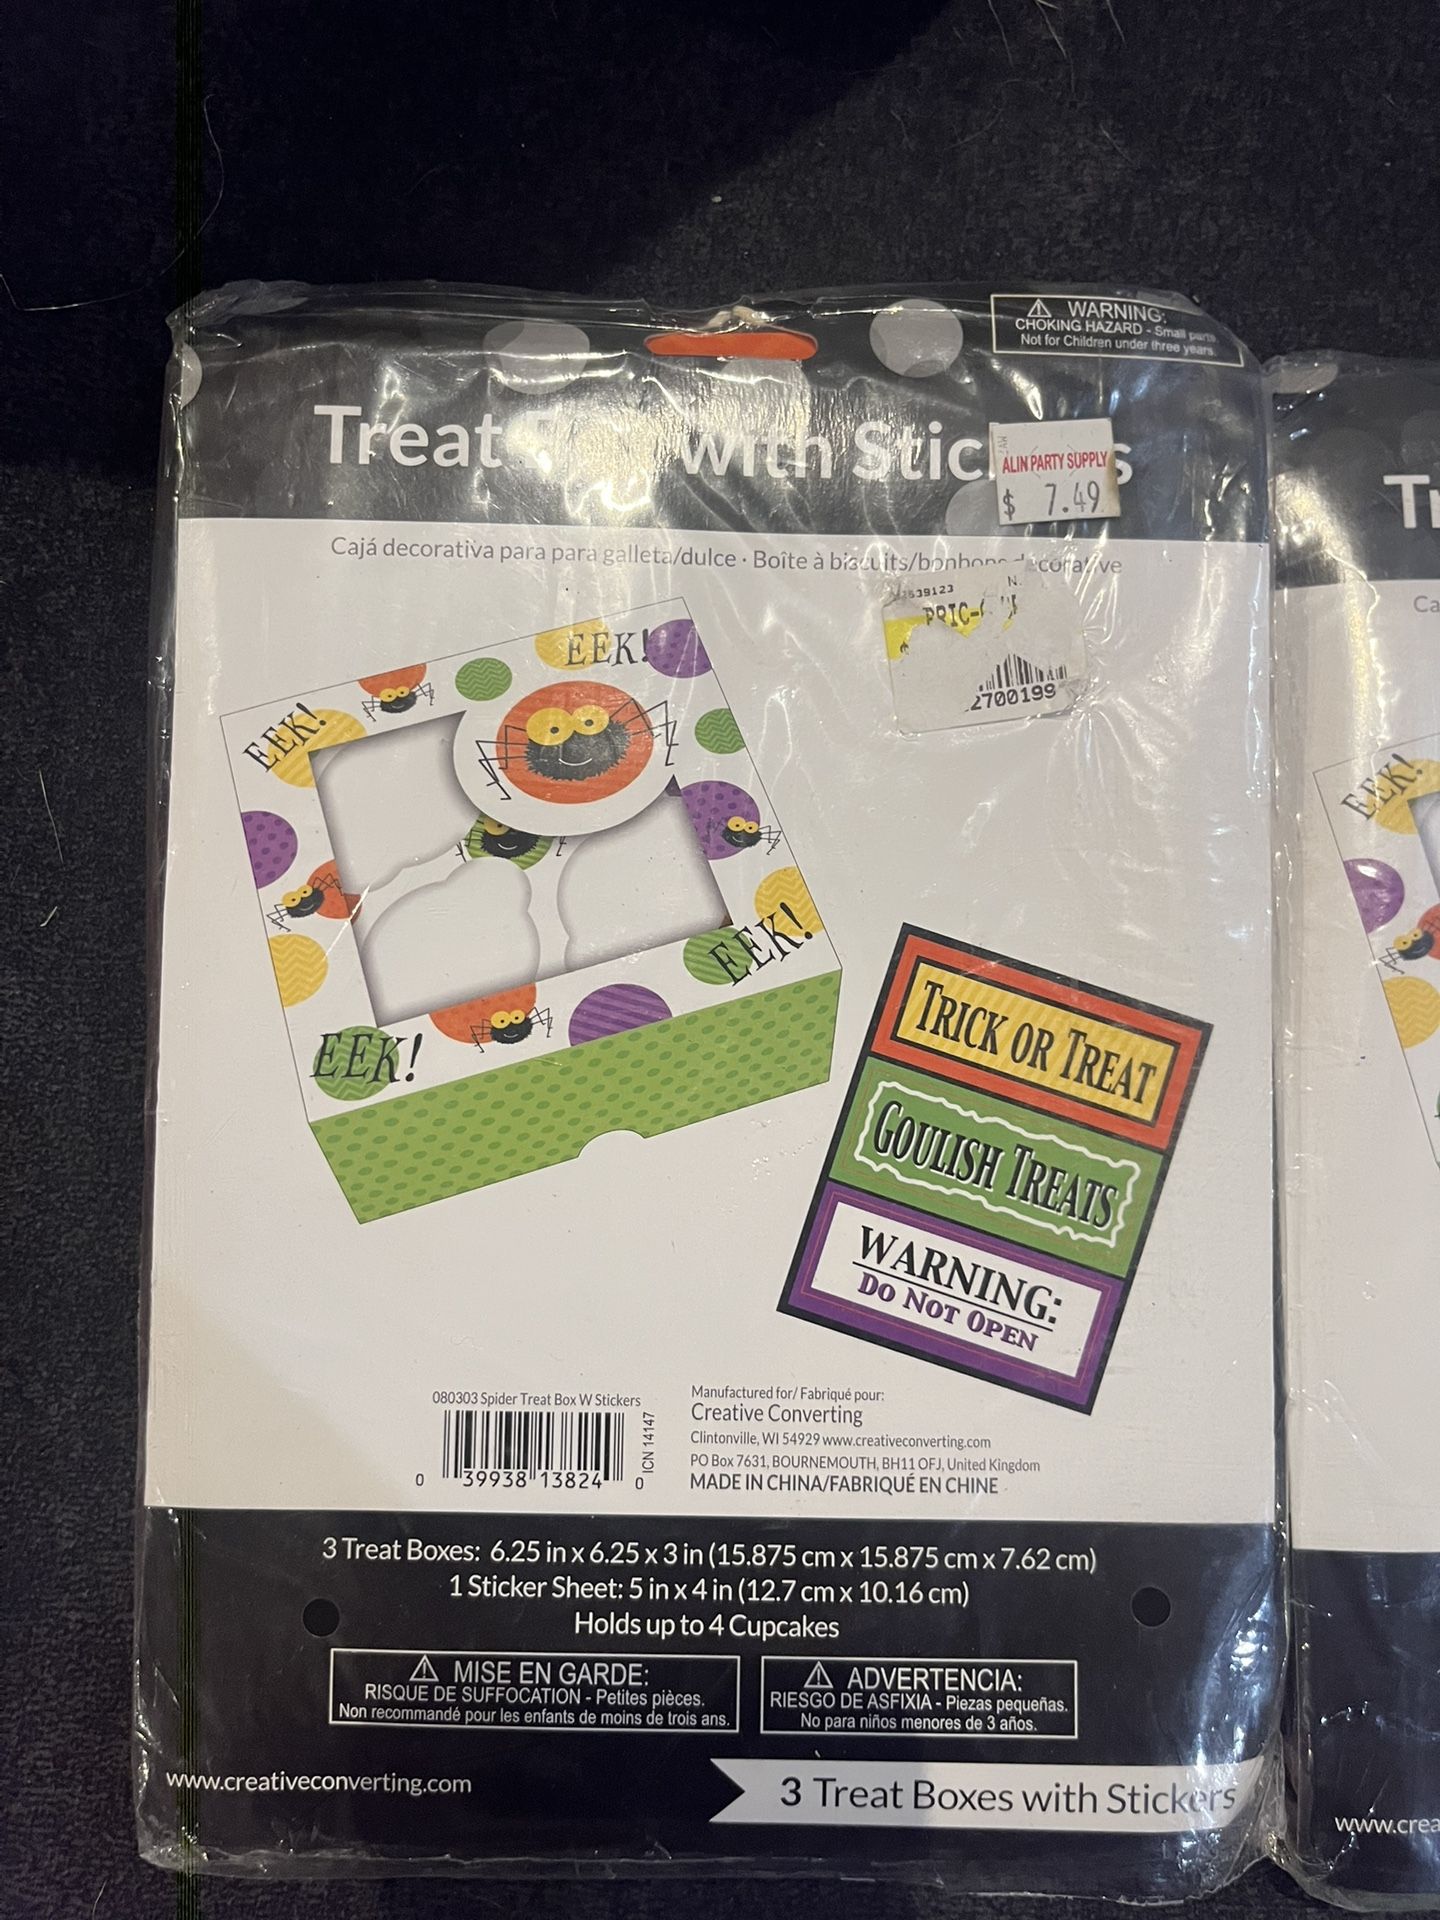 WARNING:
CHOKING HAZARD - Small parts
Not for Children under three years.
Treat with Stic s
ALIN PARTY SUPPLY
$ 7.49
Cajá decorativa para para galleta/dulce · Boîte à biscuits/bonbons decorative
639123
2700199
EEK!
EEK!
EEK!
EEK!
TRICK OR TREAT
GOULISH TREATS
WARNING:
DO NOT OPEN
080303 Spider Treat Box W Stickers
0 39938 13824 0
ICN 14147
Manufactured for/ Fabriqué pour:
Creative Converting
Clintonville, WI 54929 www.creativeconverting.com
PO Box 7631, BOURNEMOUTH, BH11 OFJ, United Kingdom
MADE IN CHINA/FABRIQUÉ EN CHINE
3 Treat Boxes: 6.25 in x 6.25 x 3 in (15.875 cm x 15.875 cm x 7.62 cm)
1 Sticker Sheet: 5 in x 4 in (12.7 cm x 10.16 cm)
Holds up to 4 Cupcakes
MISE EN GARDE:
RISQUE DE SUFFOCATION - Petites pièces.
Non recommandé pour les enfants de moins de trois ans.
ADVERTENCIA:
RIESGO DE ASFIXIA - Piezas pequeñas.
No para niños menores de 3 años.
www.creativeconverting.com
3 Treat Boxes with Stickers
Tr
Ca
EEK!
www.crea